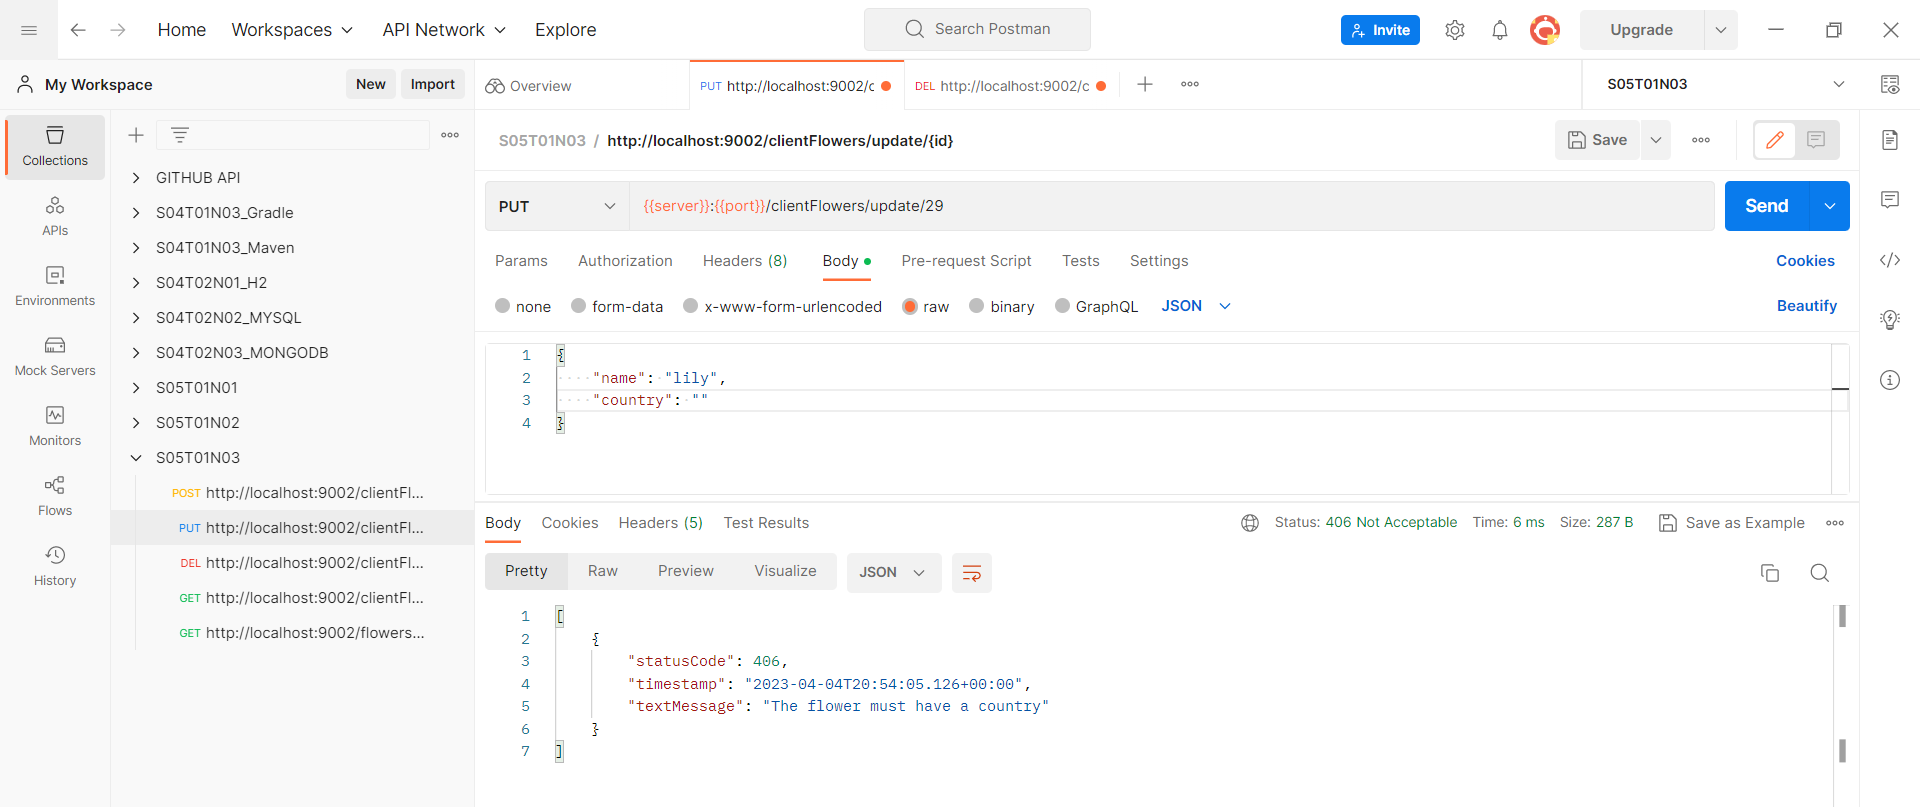 Home Workspaces API Network Explore Search Postman Invite Upgrade
My Workspace New Import Overview PUT http://localhost:9002/c DEL http://localhost:9002/c S05T01N03
Collections
APIs
Environments
Mock Servers
Monitors
Flows
History
GITHUB API
S04T01N03_Gradle
S04T01N03_Maven
S04T02N01_H2
S04T02N02_MYSQL
S04T02N03_MONGODB
S05T01N01
S05T01N02
S05T01N03
POST http://localhost:9002/clientFl...
PUT http://localhost:9002/clientFl...
DEL http://localhost:9002/clientFl...
GET http://localhost:9002/clientFl...
GET http://localhost:9002/flowers...
S05T01N03 / http://localhost:9002/clientFlowers/update/{id} Save
PUT {{server}}:{{port}}/clientFlowers/update/29 Send
Params Authorization Headers (8) Body Pre-request Script Tests Settings Cookies
none form-data x-www-form-urlencoded raw binary GraphQL JSON Beautify
1 {
2 "name": "lily",
3 "country": ""
4 }
Body Cookies Headers (5) Test Results Status: 406 Not Acceptable Time: 6 ms Size: 287 B Save as Example
Pretty Raw Preview Visualize JSON
1 [
2 {
3 "statusCode": 406,
4 "timestamp": "2023-04-04T20:54:05.126+00:00",
5 "textMessage": "The flower must have a country"
6 }
7 ]